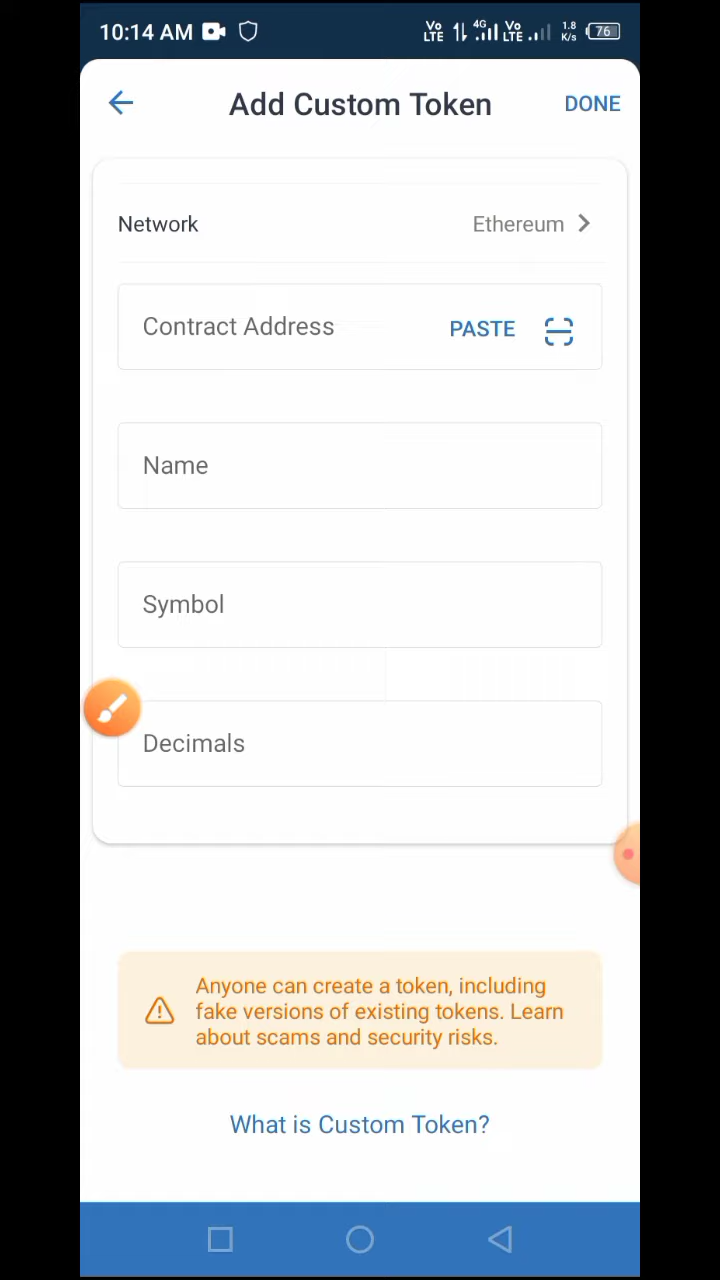 10:14 AM Vo LTE 4G Vo LTE 1.8 K/s 76
Add Custom Token DONE
Network Ethereum
Contract Address PASTE
Name
Symbol
Decimals
Anyone can create a token, including
fake versions of existing tokens. Learn
about scams and security risks.
What is Custom Token?